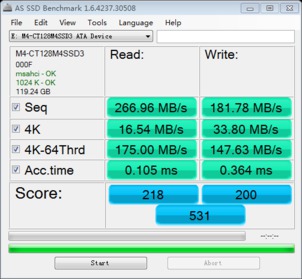 AS SSD Benchmark 1.6.4237.30508
File Edit View Tools Language Help
E: M4-CT128M4SSD3 ATA Device
M4-CT128M4SSD3
000F
msahci - OK
1024 K - OK
119.24 GB
Read: Write:
Seq 266.96 MB/s 181.78 MB/s
4K 16.54 MB/s 33.80 MB/s
4K-64Thrd 175.00 MB/s 147.63 MB/s
Acc.time 0.105 ms 0.364 ms
Score: 218 200
531
--:--:--
Start Abort